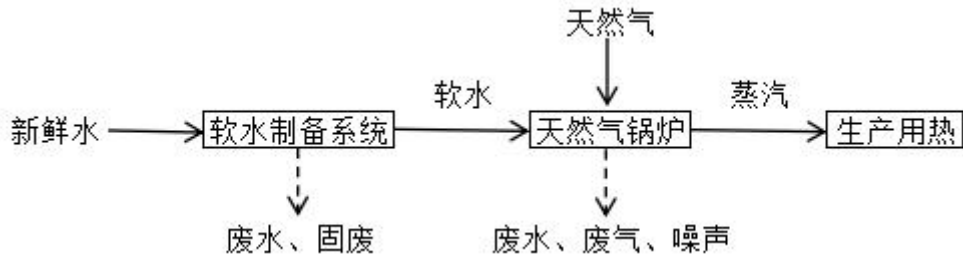 天然气
软水
蒸汽
新鲜水
软水制备系统
天然气锅炉
生产用热
废水、固废
废水、废气、噪声